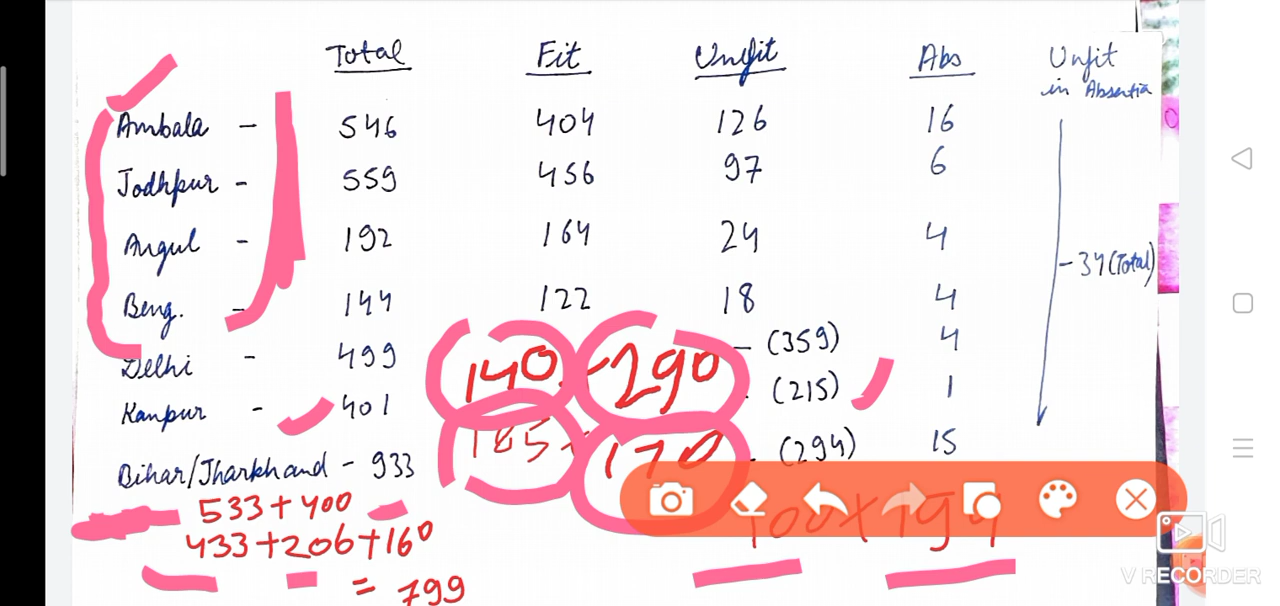 Total Fit Unfit Abs Unfit
in Absentia
Ambala - 546 404 126 16
Jodhpur - 559 456 97 6
Angul - 192 164 24 4
Beng. - 144 122 18 4
- 34 (Total)
Delhi - 499 140 - 290 - (359) 4
Kanpur - 401 (215) 1
Bihar/Jharkhand - 933 185 170 (294) 15
533+400
433+206+160
= 799
V RECORDER